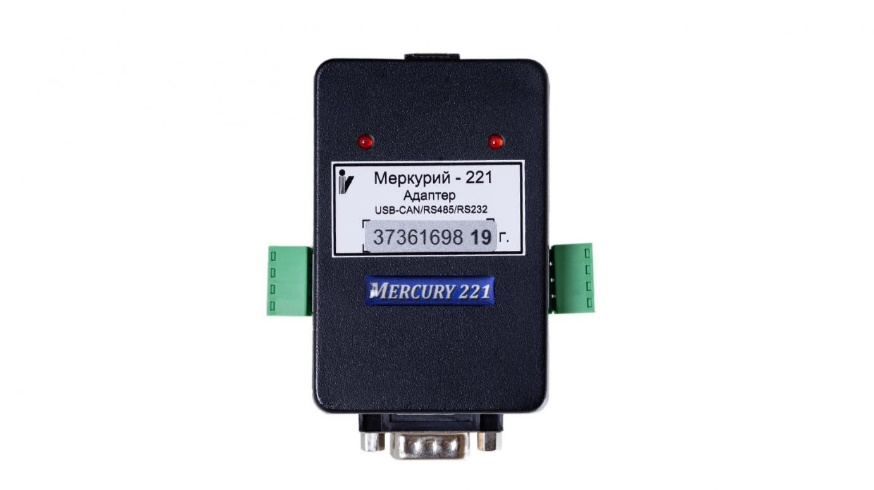 Меркурий - 221
Адаптер
USB-CAN/RS485/RS232
37361698 19 г.
MERCURY 221